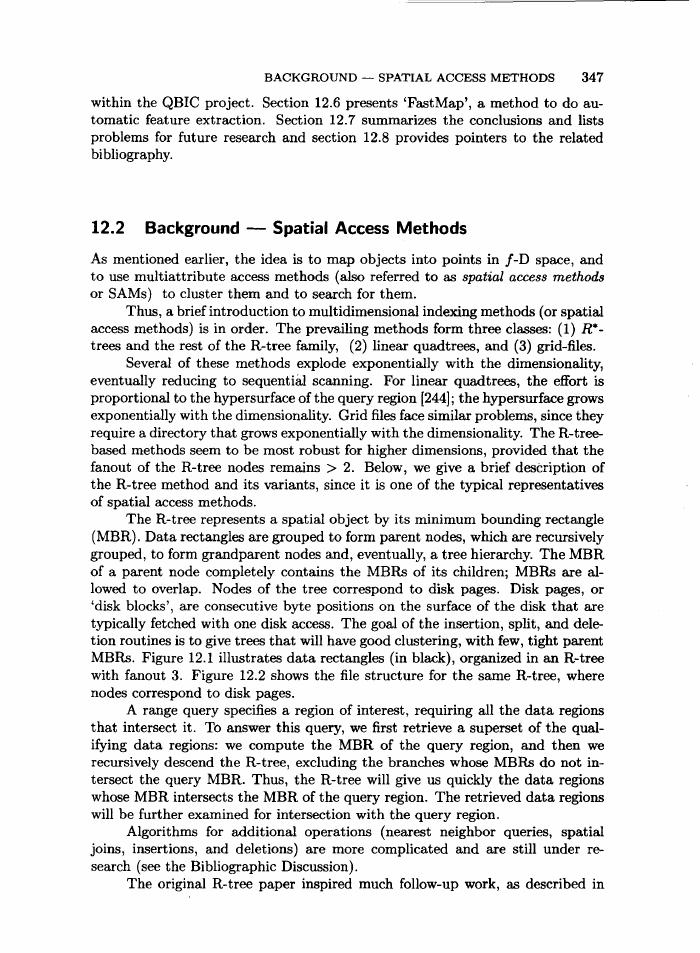 BACKGROUND — SPATIAL ACCESS METHODS 347
within the QBIC project. Section 12.6 presents ‘FastMap’, a method to do au-
tomatic feature extraction. Section 12.7 summarizes the conclusions and lists
problems for future research and section 12.8 provides pointers to the related
bibliography.
12.2 Background — Spatial Access Methods
As mentioned earlier, the idea is to map objects into points in f-D space, and
to use multiattribute access methods (also referred to as spatial access methods
or SAMs) to cluster them and to search for them.
Thus, a brief introduction to multidimensional indexing methods (or spatial
access methods) is in order. The prevailing methods form three classes: (1) R*-
trees and the rest of the R-tree family, (2) linear quadtrees, and (3) grid-files.
Several of these methods explode exponentially with the dimensionality,
eventually reducing to sequential scanning. For linear quadtrees, the effort is
proportional to the hypersurface of the query region [244]; the hypersurface grows
exponentially with the dimensionality. Grid files face similar problems, since they
require a directory that grows exponentially with the dimensionality. The R-tree-
based methods seem to be most robust for higher dimensions, provided that the
fanout of the R-tree nodes remains > 2. Below, we give a brief description of
the R-tree method and its variants, since it is one of the typical representatives
of spatial access methods.
The R-tree represents a spatial object by its minimum bounding rectangle
(MBR). Data rectangles are grouped to form parent nodes, which are recursively
grouped, to form grandparent nodes and, eventually, a tree hierarchy. The MBR
of a parent node completely contains the MBRs of its children; MBRs are al-
lowed to overlap. Nodes of the tree correspond to disk pages. Disk pages, or
‘disk blocks’, are consecutive byte positions on the surface of the disk that are
typically fetched with one disk access. The goal of the insertion, split, and dele-
tion routines is to give trees that will have good clustering, with few, tight parent
MBRs. Figure 12.1 illustrates data rectangles (in black), organized in an R-tree
with fanout 3. Figure 12.2 shows the file structure for the same R-tree, where
nodes correspond to disk pages.
A range query specifies a region of interest, requiring all the data regions
that intersect it. To answer this query, we first retrieve a superset of the qual-
ifying data regions: we compute the MBR of the query region, and then we
recursively descend the R-tree, excluding the branches whose MBRs do not in-
tersect the query MBR. Thus, the R-tree will give us quickly the data regions
whose MBR intersects the MBR of the query region. The retrieved data regions
will be further examined for intersection with the query region.
Algorithms for additional operations (nearest neighbor queries, spatial
joins, insertions, and deletions) are more complicated and are still under re-
search (see the Bibliographic Discussion).
The original R-tree paper inspired much follow-up work, as described in